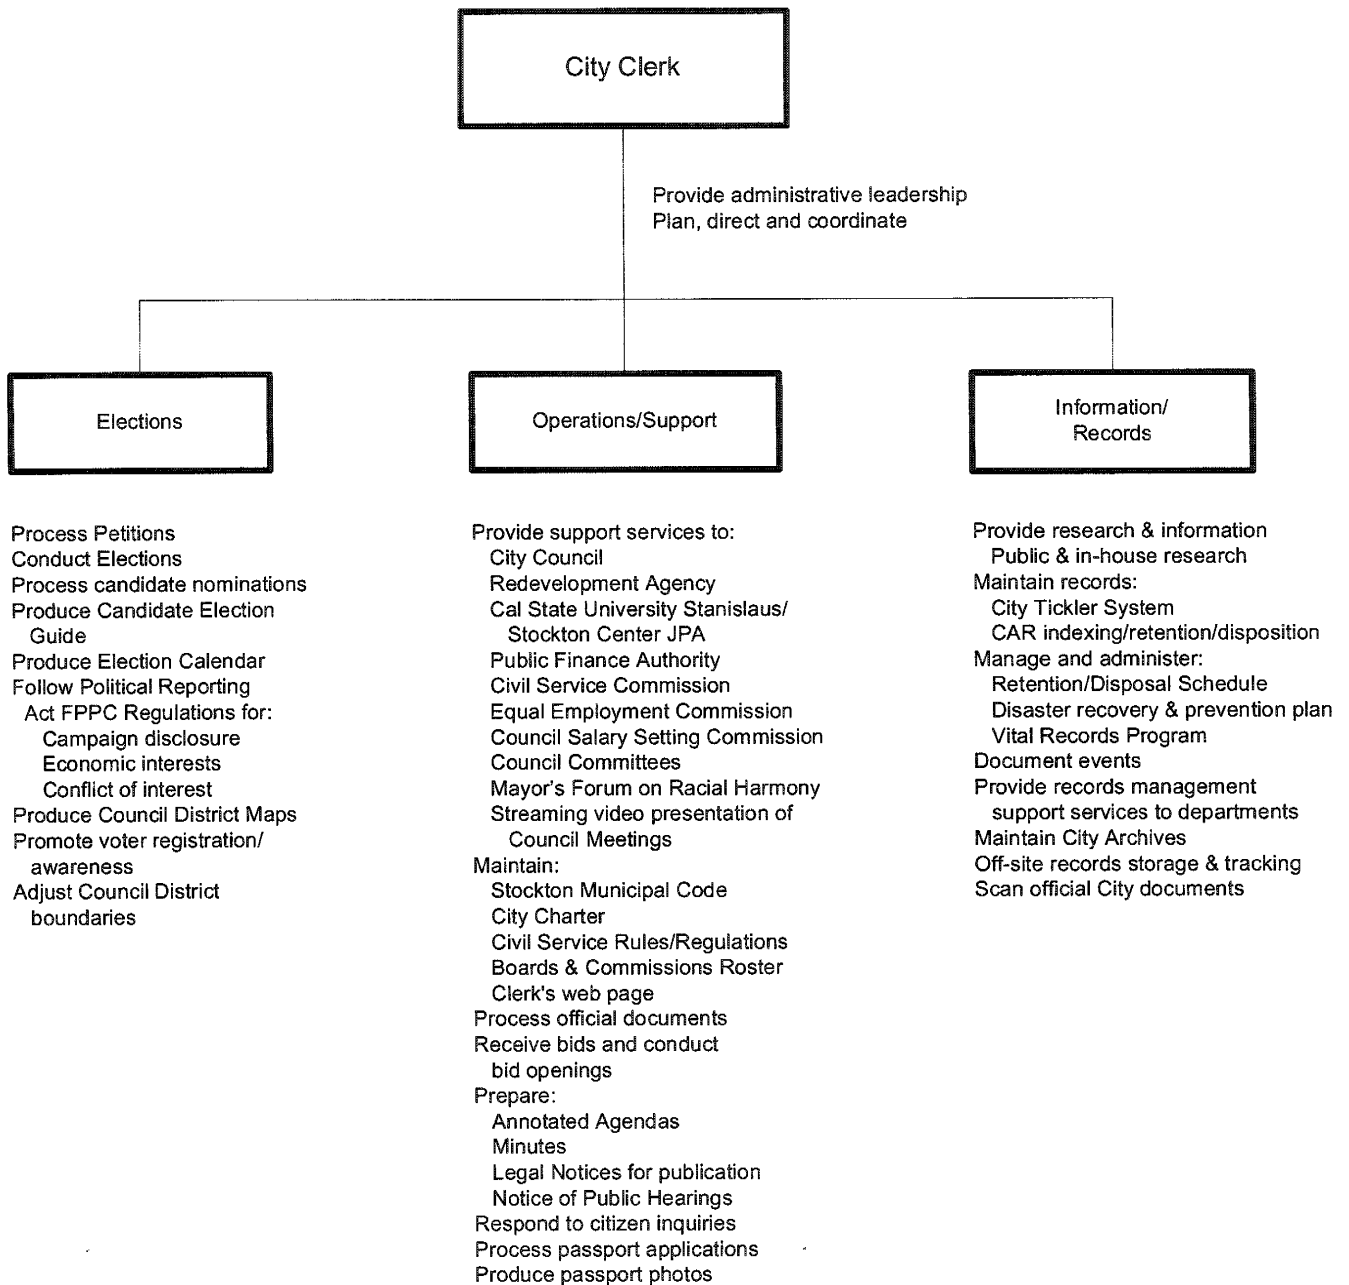 City Clerk
Provide administrative leadership
Plan, direct and coordinate
Elections
Process Petitions
Conduct Elections
Process candidate nominations
Produce Candidate Election
Guide
Produce Election Calendar
Follow Political Reporting
Act FPPC Regulations for:
Campaign disclosure
Economic interests
Conflict of interest
Produce Council District Maps
Promote voter registration/
awareness
Adjust Council District
boundaries
Operations/Support
Provide support services to:
City Council
Redevelopment Agency
Cal State University Stanislaus/
Stockton Center JPA
Public Finance Authority
Civil Service Commission
Equal Employment Commission
Council Salary Setting Commission
Council Committees
Mayor's Forum on Racial Harmony
Streaming video presentation of
Council Meetings
Maintain:
Stockton Municipal Code
City Charter
Civil Service Rules/Regulations
Boards & Commissions Roster
Clerk's web page
Process official documents
Receive bids and conduct
bid openings
Prepare:
Annotated Agendas
Minutes
Legal Notices for publication
Notice of Public Hearings
Respond to citizen inquiries
Process passport applications
Produce passport photos
Information/
Records
Provide research & information
Public & in-house research
Maintain records:
City Tickler System
CAR indexing/retention/disposition
Manage and administer:
Retention/Disposal Schedule
Disaster recovery & prevention plan
Vital Records Program
Document events
Provide records management
support services to departments
Maintain City Archives
Off-site records storage & tracking
Scan official City documents